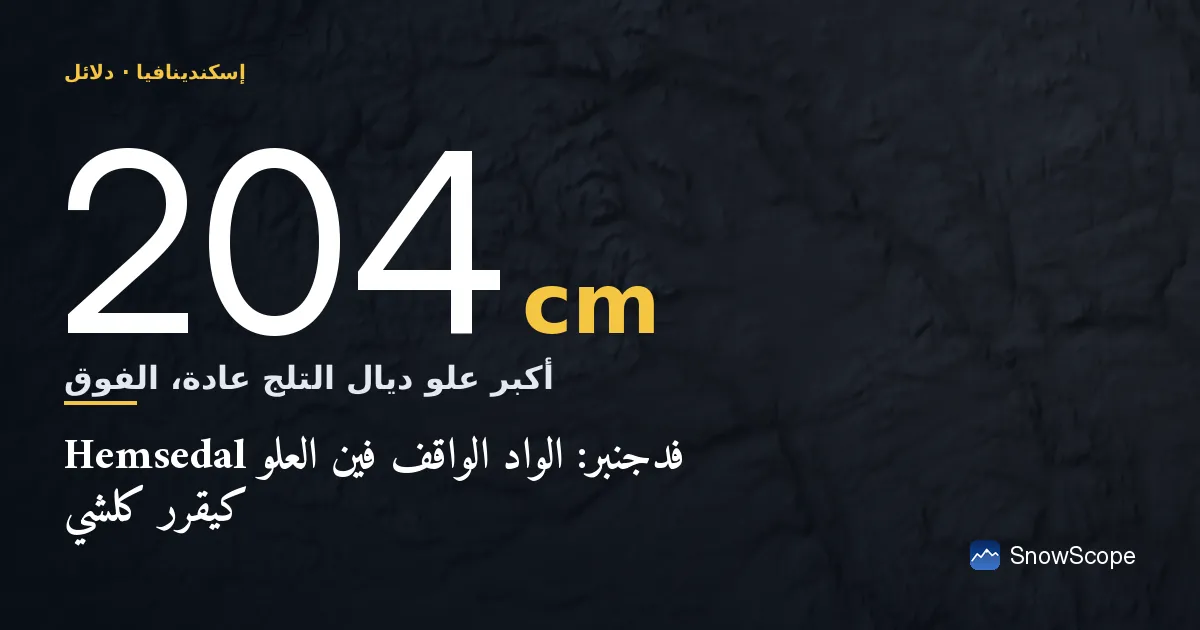 إسكندينافيا · دلائل
204 cm
أكبر علو ديال التلج عادة، الفوق
Hemsedal فدجنبر: الواد الواقف فين العلو
كيقرر كلشي
SnowScope